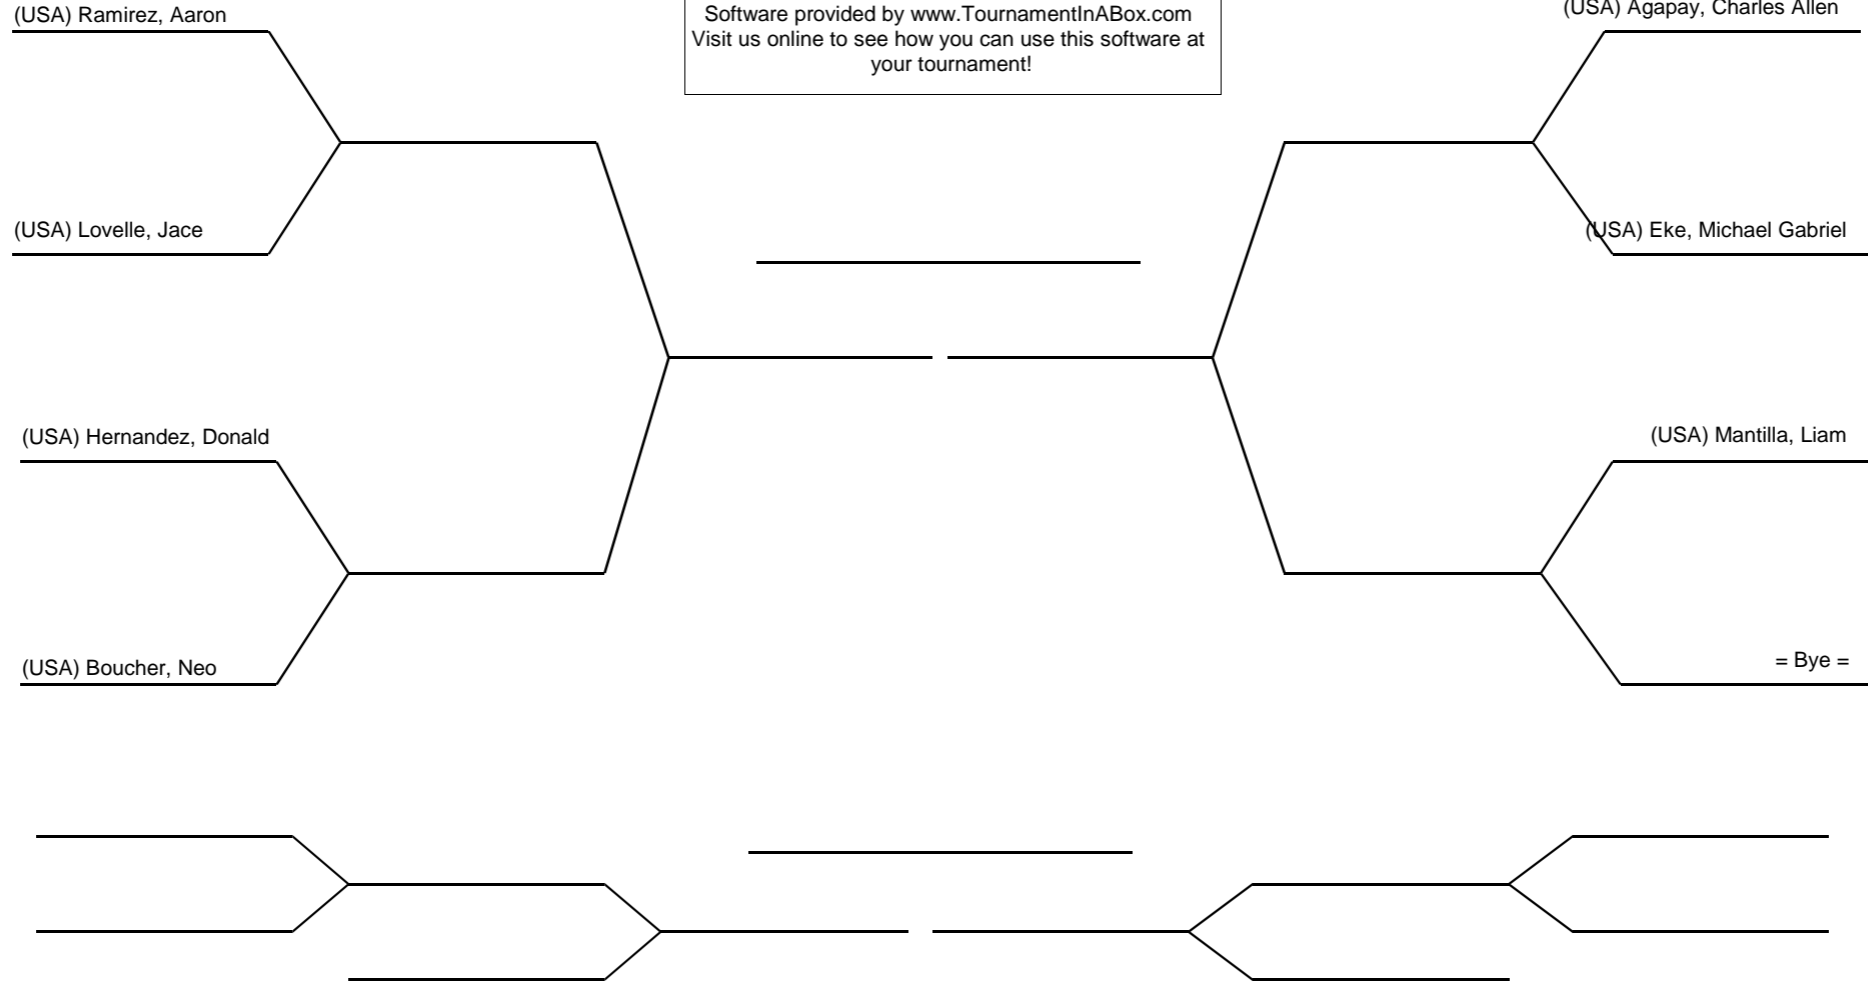 (USA) Ramirez, Aaron
Software provided by www.TournamentInABox.com
Visit us online to see how you can use this software at
your tournament!
(USA) Agapay, Charles Allen
(USA) Lovelle, Jace
(USA) Eke, Michael Gabriel
(USA) Hernandez, Donald
(USA) Mantilla, Liam
(USA) Boucher, Neo
= Bye =